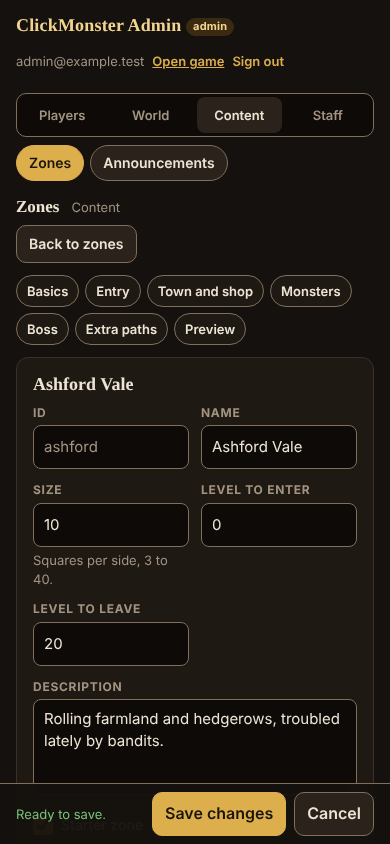 ClickMonster Admin admin
admin@example.test Open game Sign out
Players World Content Staff
Zones Announcements
Zones Content
Back to zones
Basics Entry Town and shop Monsters
Boss Extra paths Preview
Ashford Vale
ID NAME
ashford Ashford Vale
SIZE LEVEL TO ENTER
10 0
Squares per side, 3 to
40.
LEVEL TO LEAVE
20
DESCRIPTION
Rolling farmland and hedgerows, troubled
lately by bandits.
Starter zone
Ready to save. Save changes Cancel